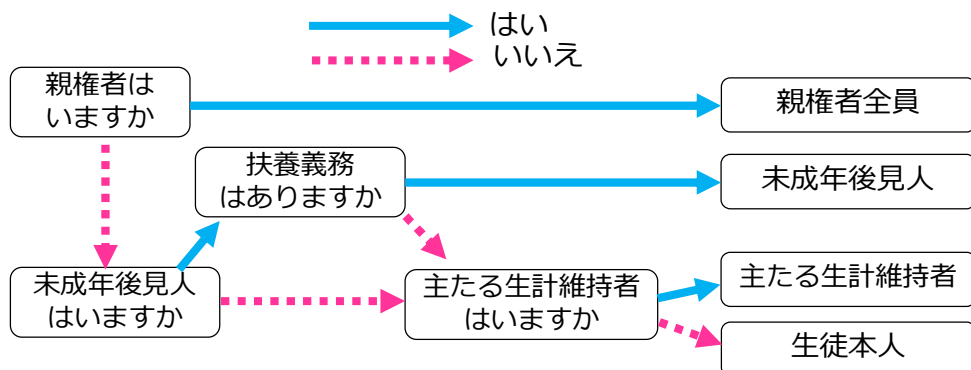 はい
いいえ
親権者は
いますか
親権者全員
扶養義務
はありますか
未成年後見人
未成年後見人
はいますか
主たる生計維持者
はいますか
主たる生計維持者
生徒本人